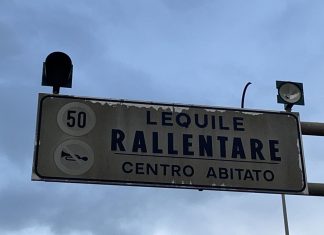 50
LEQUILE
RALLENTARE
CENTRO ABITATO